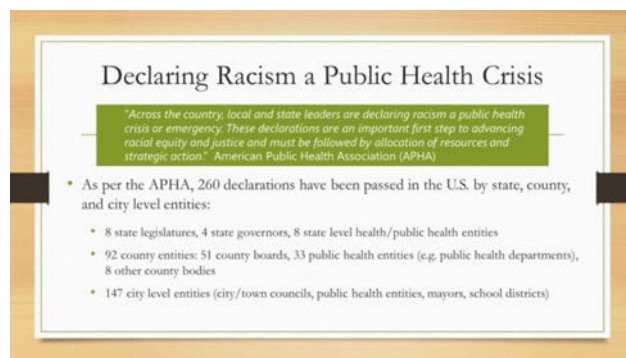 Declaring Racism a Public Health Crisis
"Across the country, local and state leaders are declaring racism a public health
crisis or emergency. These declarations are an important first step to advancing
racial equity and justice and must be followed by allocation of resources and
strategic action." American Public Health Association (APHA)
• As per the APHA, 260 declarations have been passed in the U.S. by state, county,
and city level entities:
• 8 state legislatures, 4 state governors, 8 state level health/public health entities
• 92 county entities: 51 county boards, 33 public health entities (e.g. public health departments),
8 other county bodies
• 147 city level entities (city/town councils, public health entities, mayors, school districts)